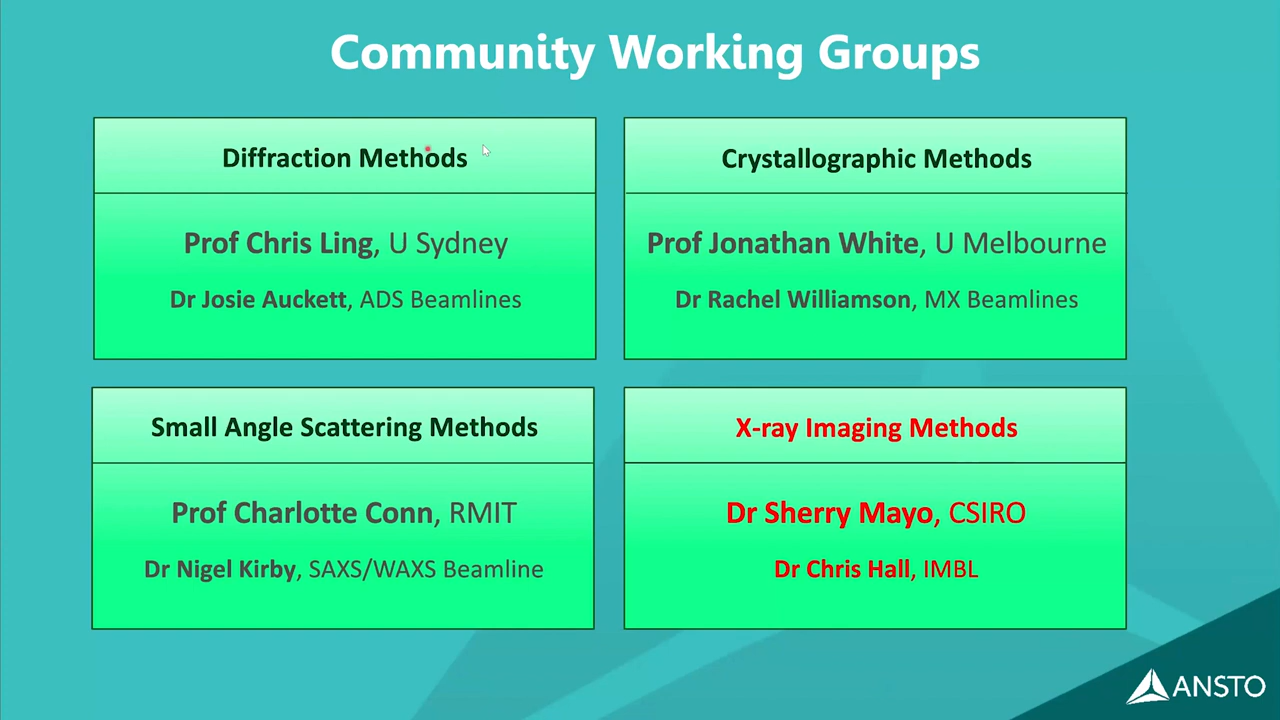 Community Working Groups
Diffraction Methods
Prof Chris Ling, U Sydney
Dr Josie Auckett, ADS Beamlines
Crystallographic Methods
Prof Jonathan White, U Melbourne
Dr Rachel Williamson, MX Beamlines
Small Angle Scattering Methods
Prof Charlotte Conn, RMIT
Dr Nigel Kirby, SAXS/WAXS Beamline
X-ray Imaging Methods
Dr Sherry Mayo, CSIRO
Dr Chris Hall, IMBL
ANSTO